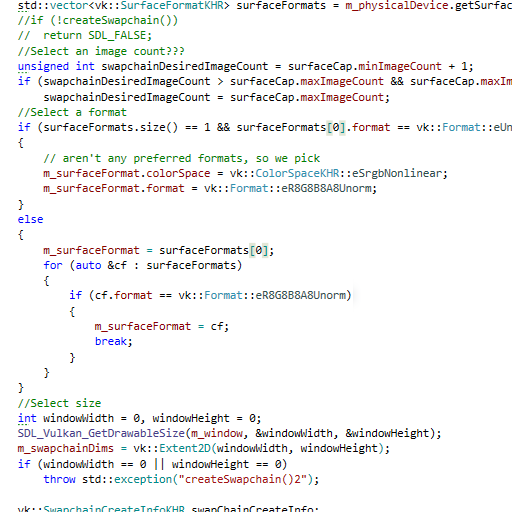 std::vector<vk::SurfaceFormatKHR> surfaceFormats = m_physicalDevice.getSurf
//if (!createSwapchain())
//  return SDL_FALSE;
//Select an image count???
unsigned int swapchainDesiredImageCount = surfaceCap.minImageCount + 1;
if (swapchainDesiredImageCount > surfaceCap.maxImageCount && surfaceCap.maxIm
    swapchainDesiredImageCount = surfaceCap.maxImageCount;
//Select a format
if (surfaceFormats.size() == 1 && surfaceFormats[0].format == vk::Format::eUn
{
    // aren't any preferred formats, so we pick
    m_surfaceFormat.colorSpace = vk::ColorSpaceKHR::eSrgbNonlinear;
    m_surfaceFormat.format = vk::Format::eR8G8B8A8Unorm;
}
else
{
    m_surfaceFormat = surfaceFormats[0];
    for (auto &cf : surfaceFormats)
    {
        if (cf.format == vk::Format::eR8G8B8A8Unorm)
        {
            m_surfaceFormat = cf;
            break;
        }
    }
}
//Select size
int windowWidth = 0, windowHeight = 0;
SDL_Vulkan_GetDrawableSize(m_window, &windowWidth, &windowHeight);
m_swapchainDims = vk::Extent2D(windowWidth, windowHeight);
if (windowWidth == 0 || windowHeight == 0)
    throw std::exception("createSwapchain()2");
vk::SwapchainCreateInfoKHR swapChainCreateInfo;